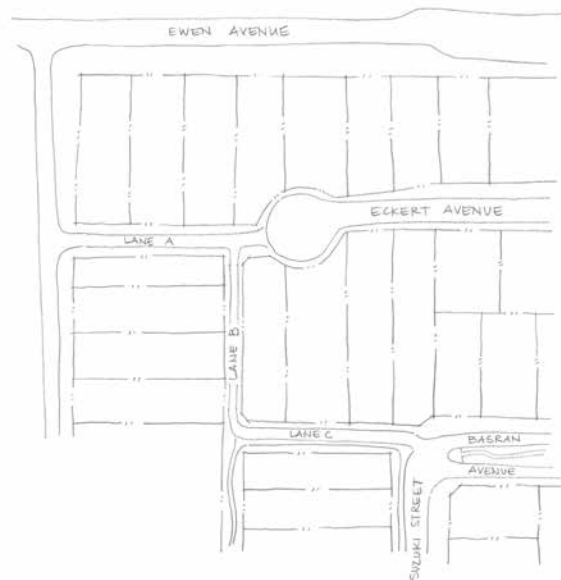 EWEN AVENUE
ECKERT AVENUE
LANE A
LANE B
LANE C
BASRAN
AVENUE
SUZUKI STREET